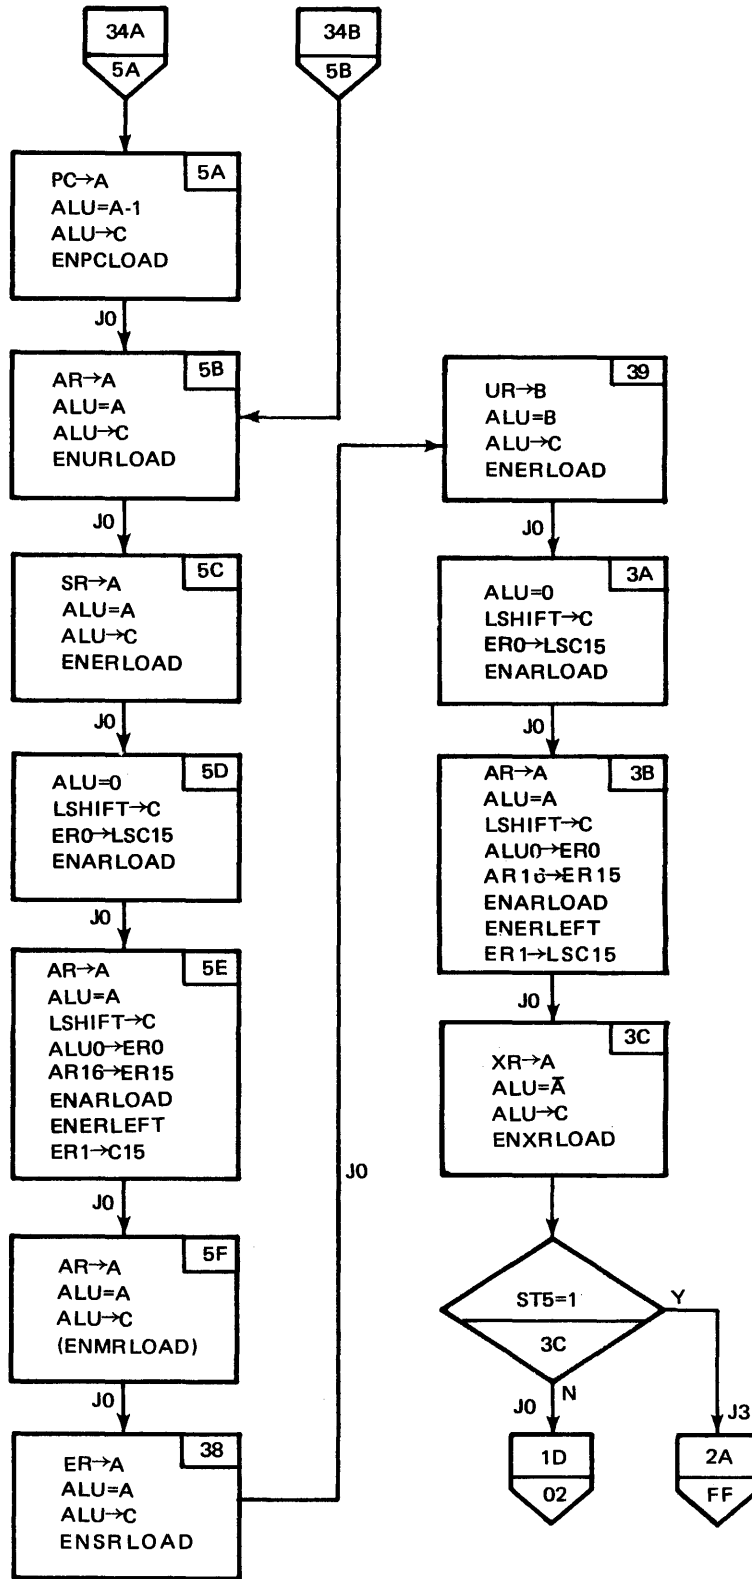 34A
5A
34B
5B
5A
PC→A
ALU=A-1
ALU→C
ENPCLOAD
J0
5B
AR→A
ALU=A
ALU→C
ENURLOAD
J0
5C
SR→A
ALU=A
ALU→C
ENERLOAD
J0
5D
ALU=0
LSHIFT→C
ER0→LSC15
ENARLOAD
J0
5E
AR→A
ALU=A
LSHIFT→C
ALU0→ER0
AR16→ER15
ENARLOAD
ENERLEFT
ER1→C15
J0
5F
AR→A
ALU=A
ALU→C
(ENMRLOAD)
J0
38
ER→A
ALU=A
ALU→C
ENSRLOAD
J0
39
UR→B
ALU=B
ALU→C
ENERLOAD
J0
3A
ALU=0
LSHIFT→C
ER0→LSC15
ENARLOAD
J0
3B
AR→A
ALU=A
LSHIFT→C
ALU0→ER0
AR16→ER15
ENARLOAD
ENERLEFT
ER1→LSC15
J0
3C
XR→A
ALU=Ā
ALU→C
ENXRLOAD
ST5=1
3C
Y
N
J0
J3
1D
02
2A
FF